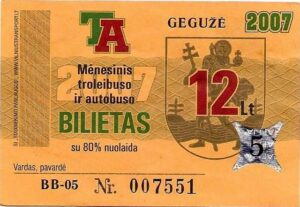 TA
GEGUŽĖ 2007
2007
Mėnesinis
troleibuso
ir autobuso
BILIETAS
su 80% nuolaida
12 Lt
5
Vardas, pavardė
BB-05 Nr. 007551